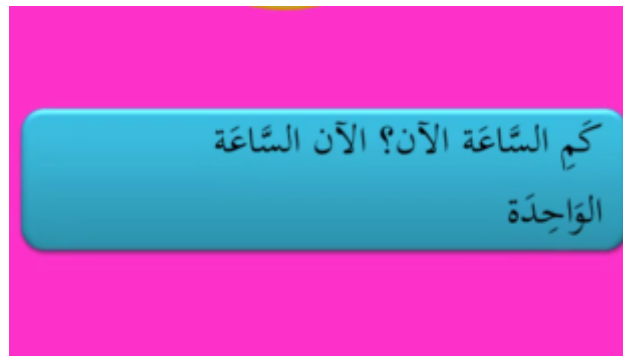 كَمِ السَّاعَة الآن؟ الآن السَّاعَة
الوَاحِدَة